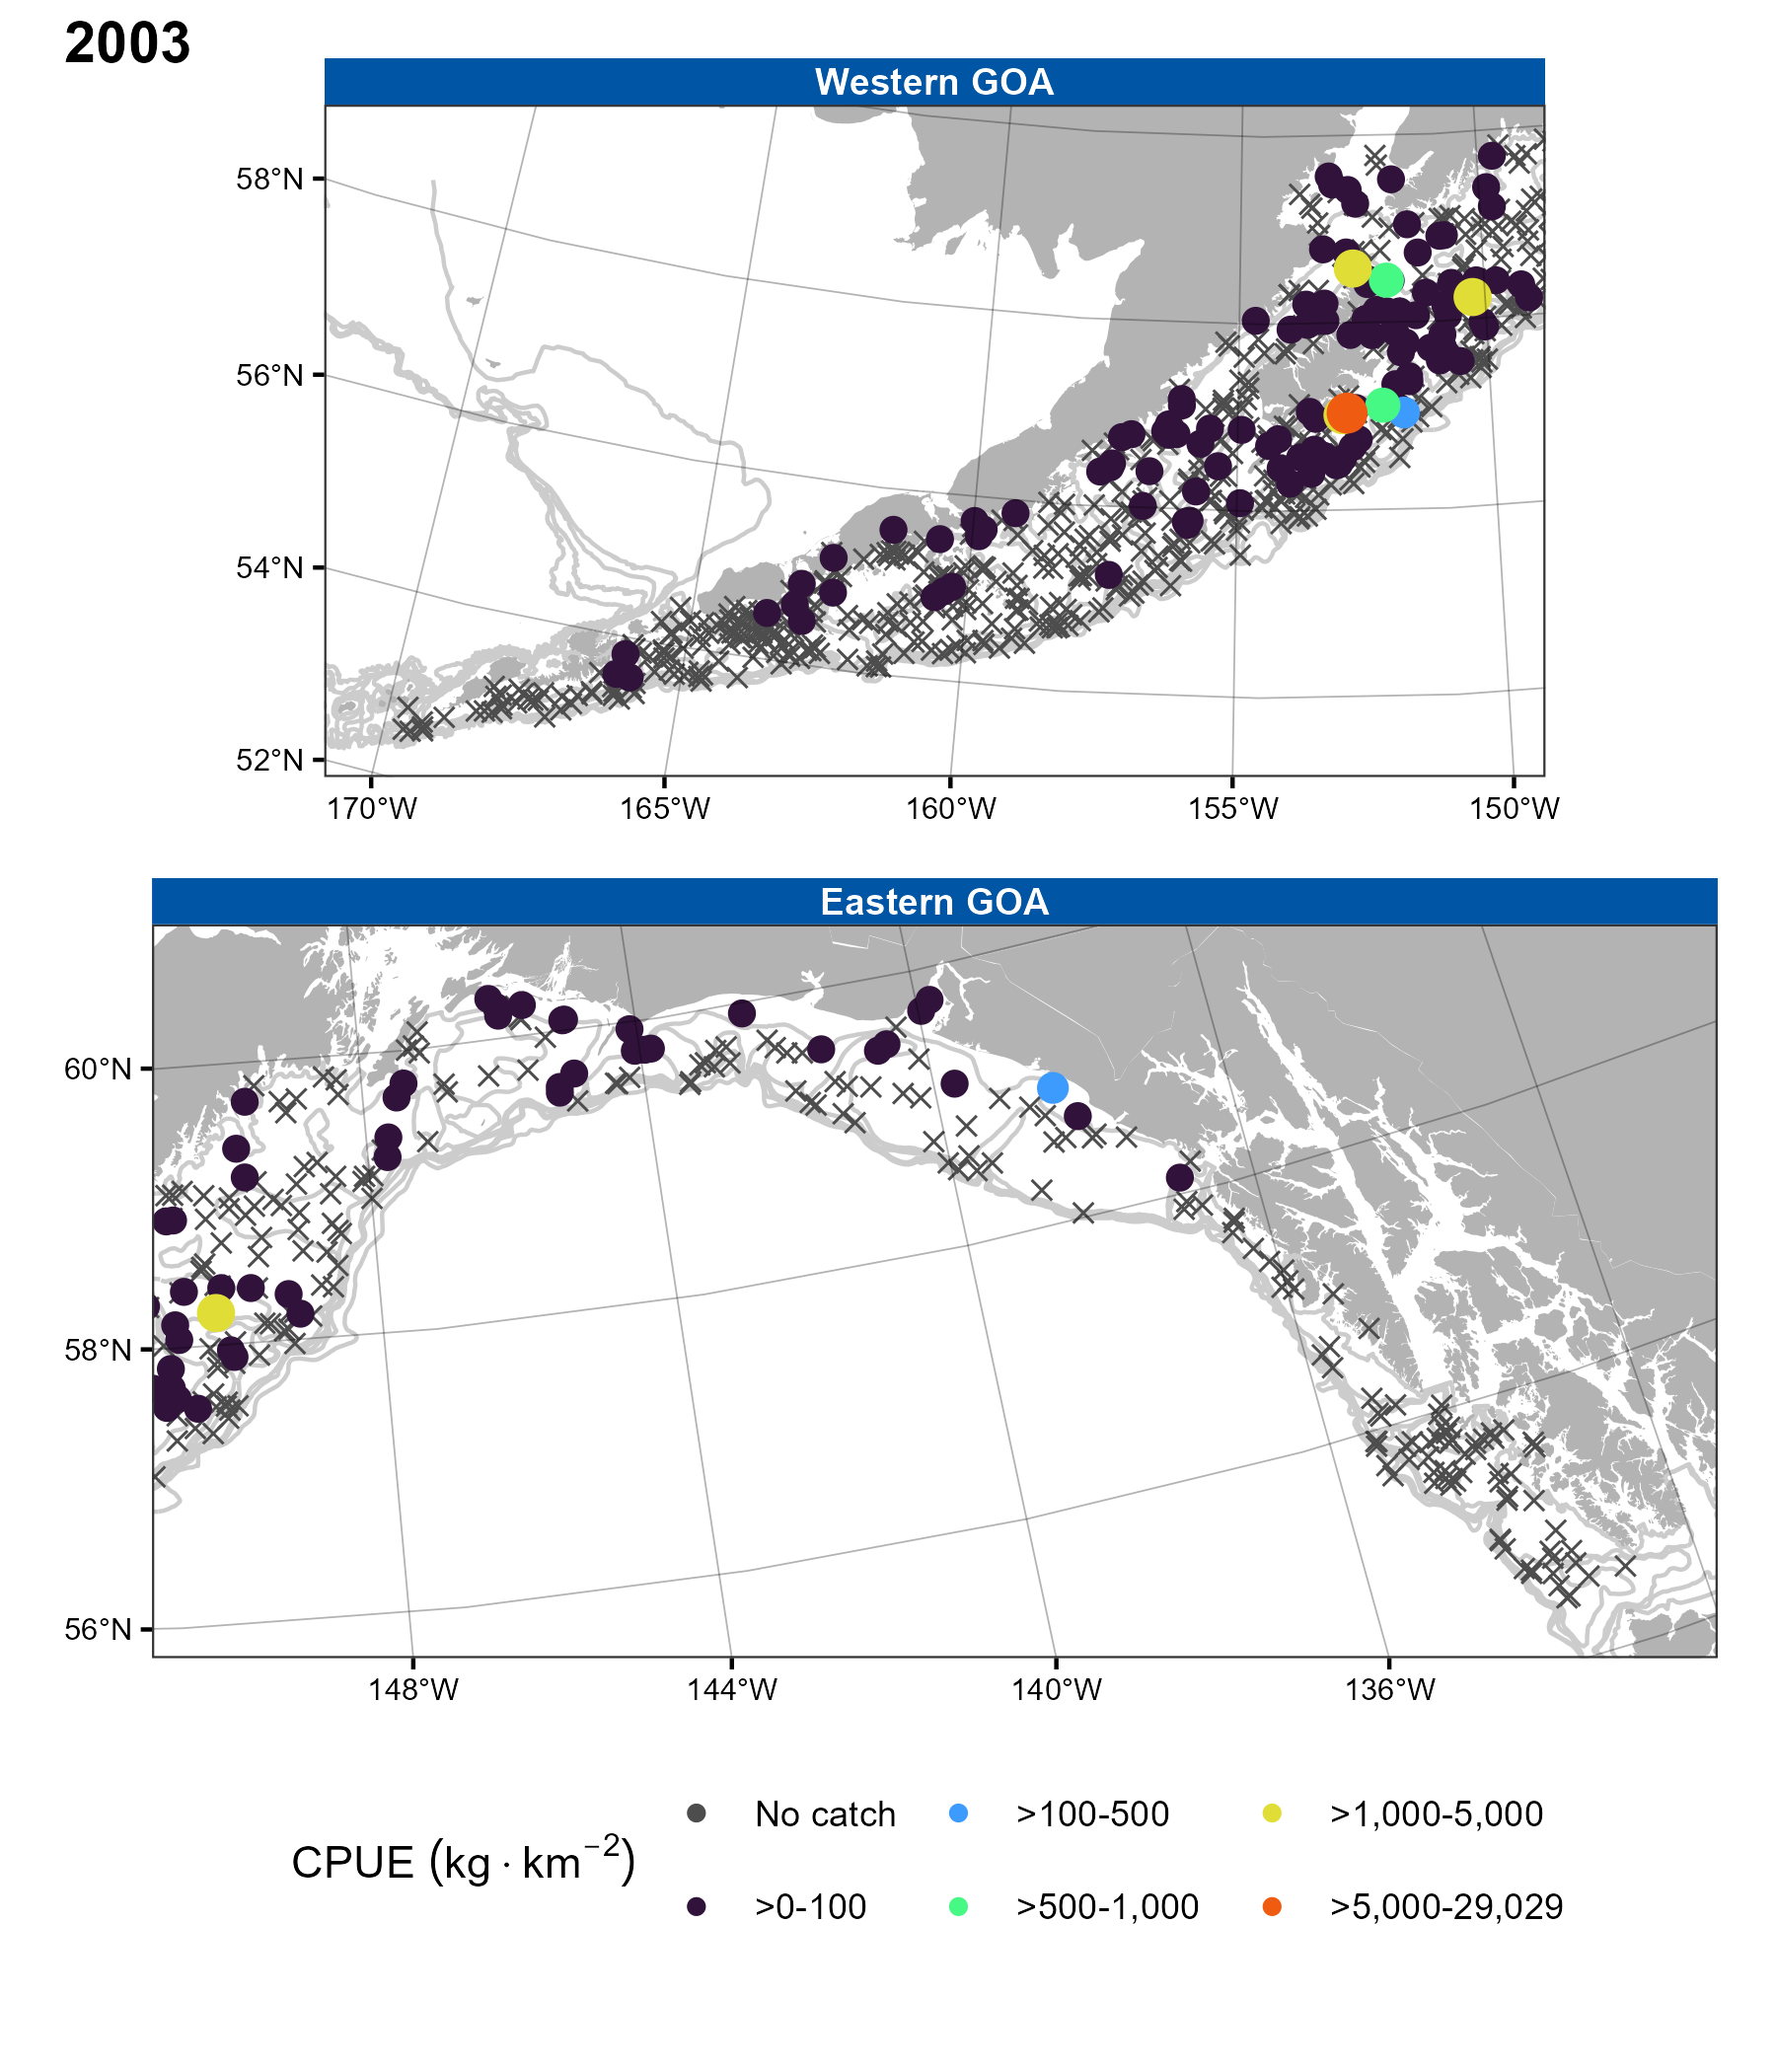 2003
Western GOA
58°N
56°N
54°N
52°N
170°W 165°W 160°W 155°W 150°W
Eastern GOA
60°N
58°N
56°N
148°W 144°W 140°W 136°W
CPUE (kg · km⁻²)
No catch >100-500 >1,000-5,000
>0-100 >500-1,000 >5,000-29,029